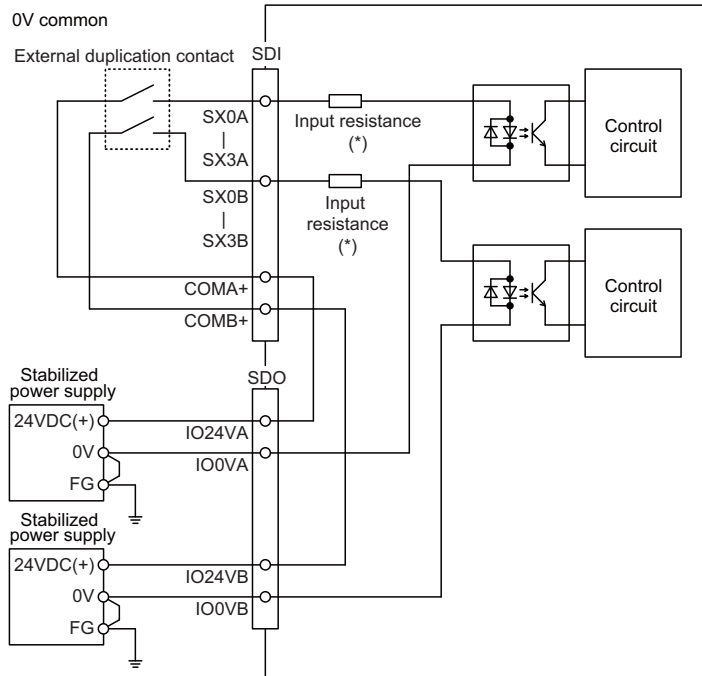 0V common
External duplication contact
SDI
SX0A
|
SX3A
Input resistance
(*)
Control
circuit
SX0B
|
SX3B
Input
resistance
(*)
Control
circuit
COMA+
COMB+
SDO
Stabilized
power supply
24VDC(+)
IO24VA
0V
IO0VA
FG
Stabilized
power supply
24VDC(+)
IO24VB
0V
IO0VB
FG